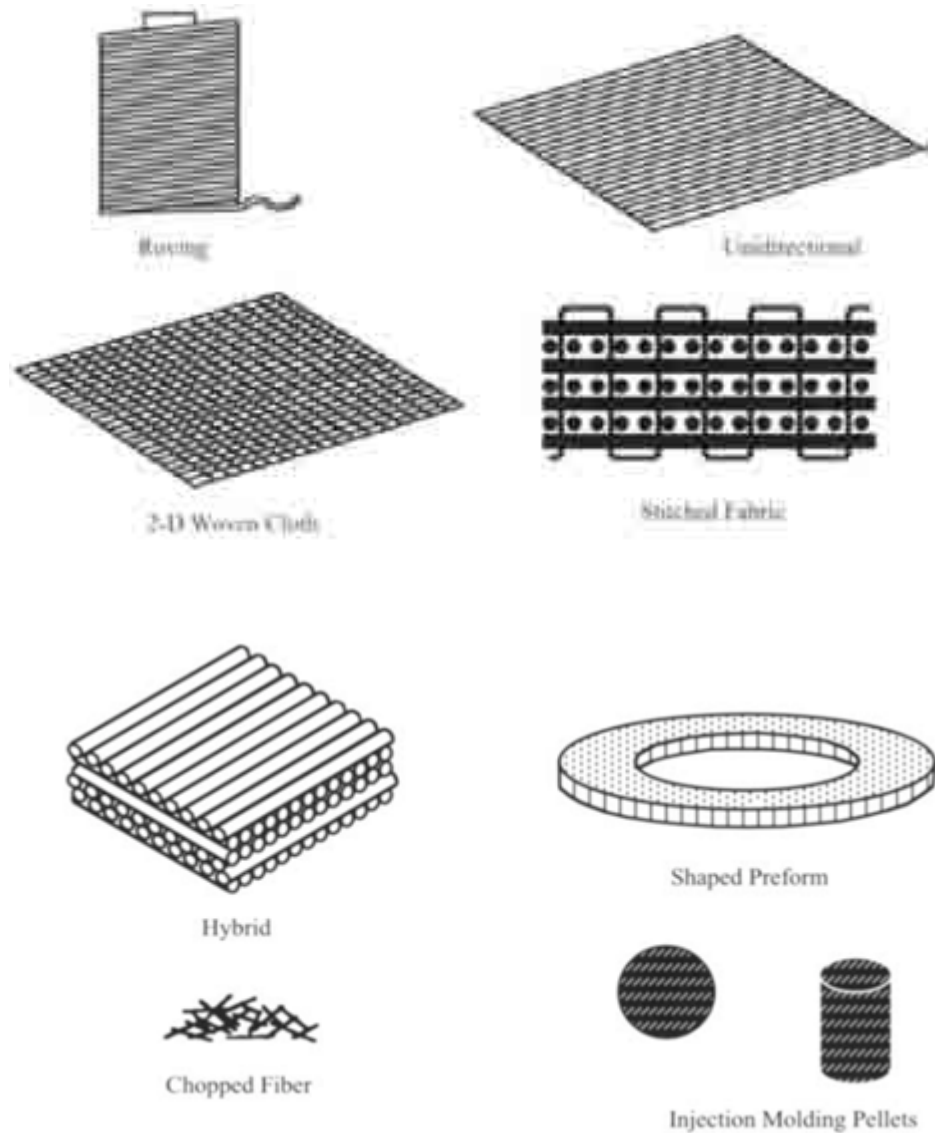 Roving
Unidirectional
2-D Woven Cloth
Stitched Fabric
Hybrid
Shaped Preform
Chopped Fiber
Injection Molding Pellets